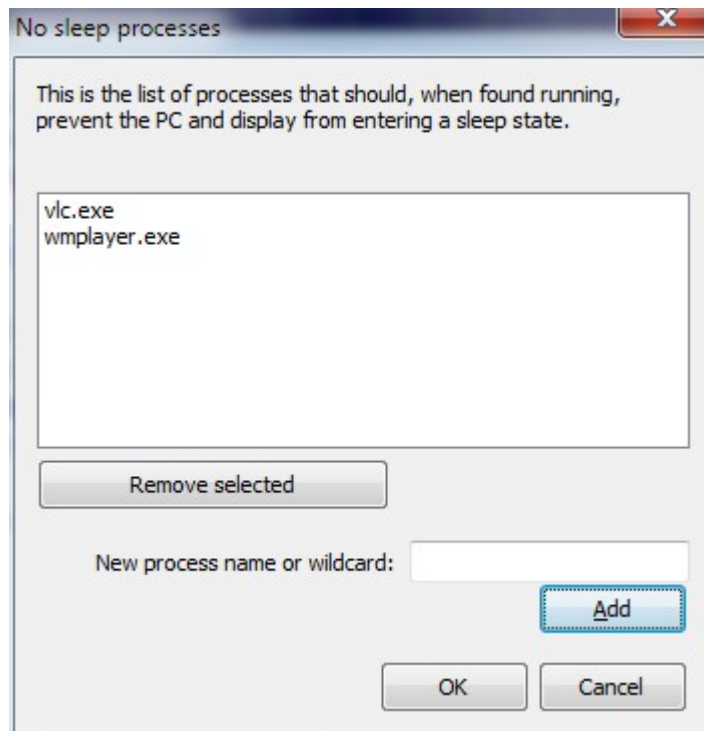 No sleep processes
This is the list of processes that should, when found running,
prevent the PC and display from entering a sleep state.
vlc.exe
wmplayer.exe
Remove selected
New process name or wildcard:
Add
OK
Cancel